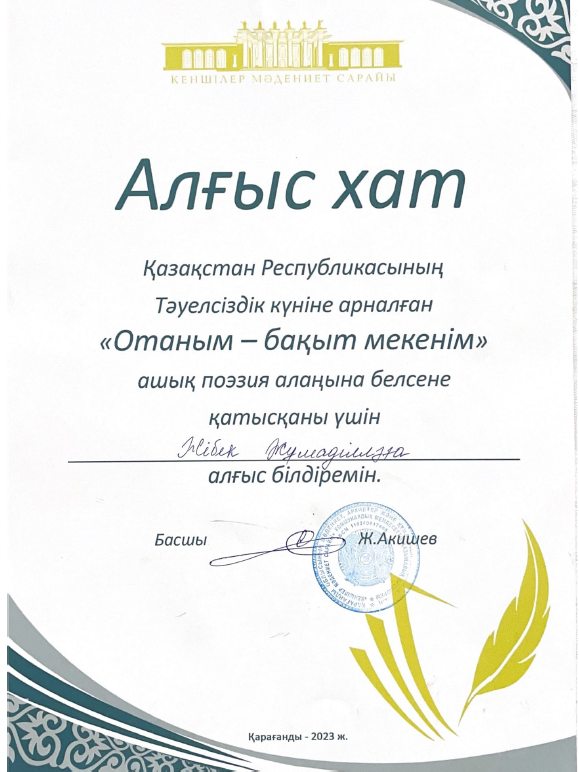 КЕНШІЛЕР МӘДЕНИЕТ САРАЙЫ
Алғыс хат
Қазақстан Республикасының
Тәуелсіздік күніне арналған
«Отаным – бақыт мекенім»
ашық поэзия алаңына белсене
қатысқаны үшін
Жібек Жумаділлаға
алғыс білдіремін.
Басшы Ж.Акишев
Қарағанды - 2023 ж.